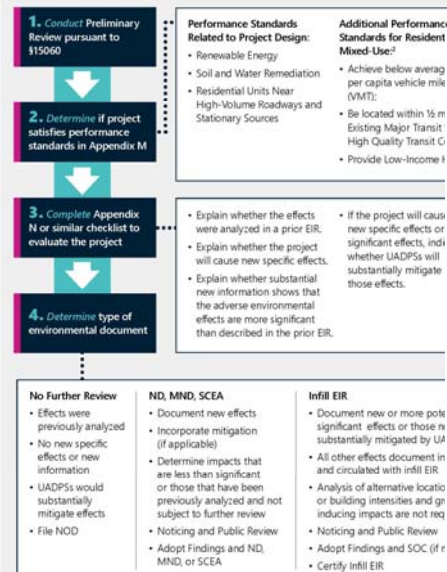 1. Conduct Preliminary
Review pursuant to
§15060
2. Determine if project
satisfies performance
standards in Appendix M
3. Complete Appendix
N or similar checklist to
evaluate the project
4. Determine type of
environmental document
Performance Standards
Related to Project Design:
• Renewable Energy
• Soil and Water Remediation
• Residential Units Near
High-Volume Roadways and
Stationary Sources
Additional Performance
Standards for
Mixed-Use:²
• Achieve below
per capita vehicle
(VMT):
• Be located within ½
Existing Major Transit
High Quality Transit
• Provide Low-Income
• Explain whether the effects
were analyzed in a prior EIR.
• Explain whether the project
will cause new specific effects.
• Explain whether substantial
new information shows that
the adverse environmental
effects are more significant
than described in the prior EIR.
• If the project will cause
new specific effects or
significant effects,
whether UADPSs will
substantially mitigate
those effects.
No Further Review
• Effects were
previously analyzed
• No new specific
effects or new
information
• UADPSs would
substantially
mitigate effects
• File NOD
ND, MND, SCEA
• Document new effects
• Incorporate mitigation
(if applicable)
• Determine impacts that
are less than significant
or those that have been
previously analyzed and not
subject to further review
• Noticing and Public Review
• Adopt Findings and ND,
MND, or SCEA
Infill EIR
• Document new or more
significant effects or those
substantially mitigated by
• All other effects document
and circulated with infill EIR
• Analysis of alternative
or building intensities and
inducing impacts are not
• Noticing and Public Review
• Adopt Findings and SOC (if
• Certify Infill EIR